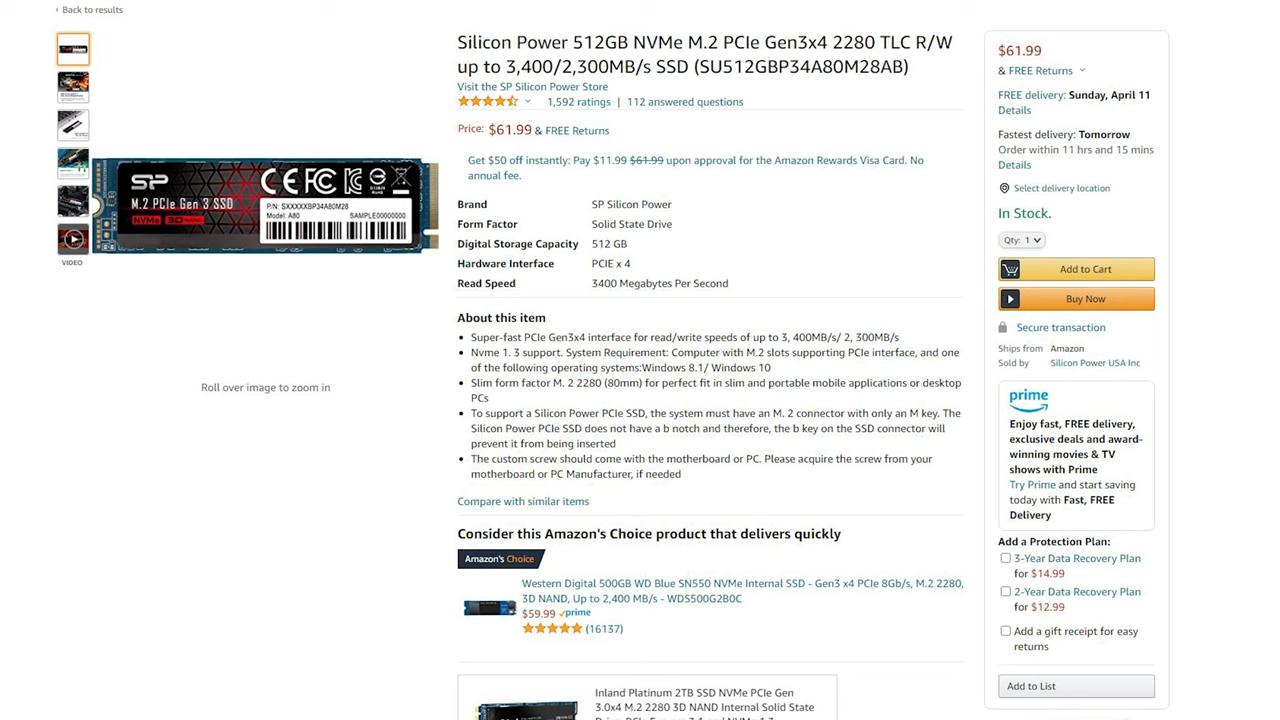 ‹ Back to results
Silicon Power 512GB NVMe M.2 PCIe Gen3x4 2280 TLC R/W
up to 3,400/2,300MB/s SSD (SU512GBP34A80M28AB)
Visit the SP Silicon Power Store
1,592 ratings | 112 answered questions
Price: $61.99 & FREE Returns
Get $50 off instantly: Pay $11.99 $61.99 upon approval for the Amazon Rewards Visa Card. No
annual fee.
Brand SP Silicon Power
Form Factor Solid State Drive
Digital Storage Capacity 512 GB
Hardware Interface PCIE x 4
Read Speed 3400 Megabytes Per Second
About this item
• Super-fast PCIe Gen3x4 interface for read/write speeds of up to 3, 400MB/s/ 2, 300MB/s
• Nvme 1. 3 support. System Requirement: Computer with M.2 slots supporting PCIe interface, and one
of the following operating systems:Windows 8.1/ Windows 10
• Slim form factor M. 2 2280 (80mm) for perfect fit in slim and portable mobile applications or desktop
PCs
• To support a Silicon Power PCIe SSD, the system must have an M. 2 connector with only an M key. The
Silicon Power PCIe SSD does not have a b notch and therefore, the b key on the SSD connector will
prevent it from being inserted
• The custom screw should come with the motherboard or PC. Please acquire the screw from your
motherboard or PC Manufacturer, if needed
Compare with similar items
Consider this Amazon's Choice product that delivers quickly
Amazon's Choice
Western Digital 500GB WD Blue SN550 NVMe Internal SSD - Gen3 x4 PCIe 8Gb/s, M.2 2280,
3D NAND, Up to 2,400 MB/s - WDS500G2B0C
$59.99 prime
(16137)
Inland Platinum 2TB SSD NVMe PCIe Gen
3.0x4 M.2 2280 3D NAND Internal Solid State
SP
M.2 PCIe Gen 3 SSD
NVMe 3D NAND
CE FC
P/N: SXXXXXBP34A80M28
Model: A80 SAMPLE00000000
VIDEO
Roll over image to zoom in
$61.99
& FREE Returns
FREE delivery: Sunday, April 11
Details
Fastest delivery: Tomorrow
Order within 11 hrs and 15 mins
Details
Select delivery location
In Stock.
Qty: 1
Add to Cart
Buy Now
Secure transaction
Ships from Amazon
Sold by Silicon Power USA Inc
prime
Enjoy fast, FREE delivery,
exclusive deals and award-
winning movies & TV
shows with Prime
Try Prime and start saving
today with Fast, FREE
Delivery
Add a Protection Plan:
3-Year Data Recovery Plan
for $14.99
2-Year Data Recovery Plan
for $12.99
Add a gift receipt for easy
returns
Add to List